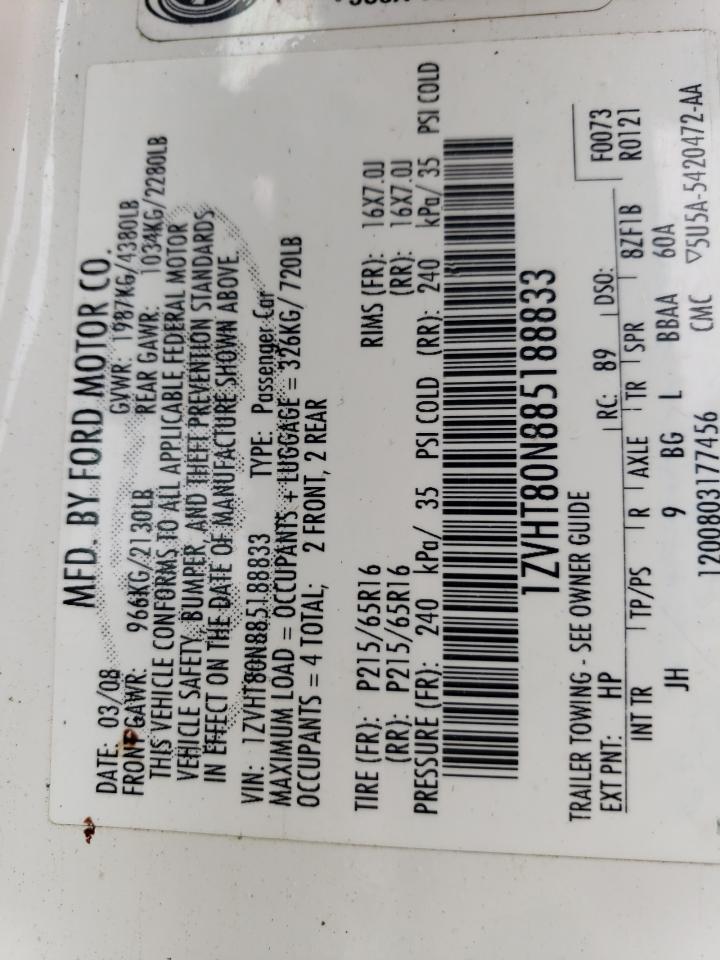 MFD. BY FORD MOTOR CO.
DATE: 03/08 GVWR: 1987KG/4380LB
FRONT GAWR: 966KG/2130LB REAR GAWR: 1034KG/2280LB
THIS VEHICLE CONFORMS TO ALL APPLICABLE FEDERAL MOTOR
VEHICLE SAFETY, BUMPER, AND THEFT PREVENTION STANDARDS
IN EFFECT ON THE DATE OF MANUFACTURE SHOWN ABOVE.
VIN: 1ZVHT80N885188833 TYPE: Passenger Car
MAXIMUM LOAD = OCCUPANTS + LUGGAGE = 326KG/ 720LB
OCCUPANTS = 4 TOTAL, 2 FRONT, 2 REAR
TIRE (FR): P215/65R16 RIMS (FR): 16X7.0J
(RR): P215/65R16 (RR): 16X7.0J
PRESSURE (FR): 240 kPa/ 35 PSI COLD (RR): 240 kPa/ 35 PSI COLD
1ZVHT80N885188833
TRAILER TOWING - SEE OWNER GUIDE F0073
EXT PNT: HP RC: 89 DSO: R0121
INT TR TP/PS R AXLE TR SPR 8ZF1B
JH 9 BG L BBAA 60A
1200803177456 CMC ▽5U5A-5420472-AA